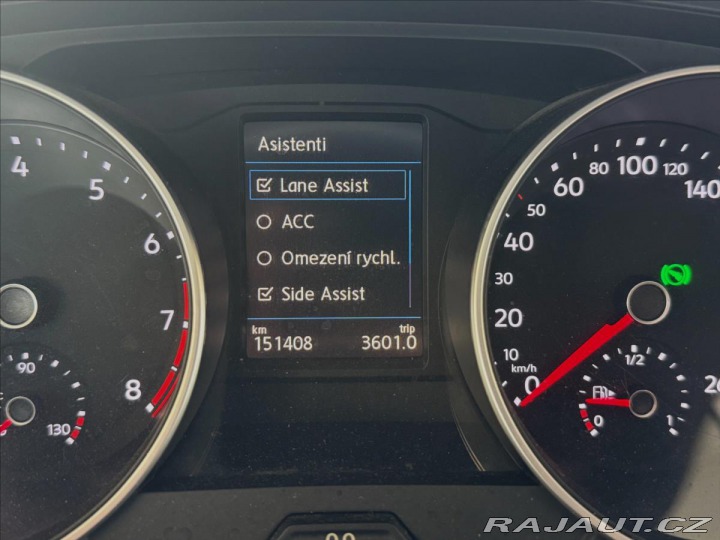 Asistenti
Lane Assist
ACC
Omezení rychl.
Side Assist
km trip
151408 3601.0
4
5
6
7
8
90
130
0
10
20
30
40
50
60
80
100
120
140
km/h
1/2
0
1
RAJAUT.CZ